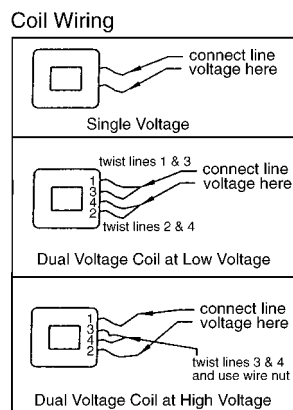 Coil Wiring
connect line
voltage here
Single Voltage
twist lines 1 & 3
1
3
4
2
connect line
voltage here
twist lines 2 & 4
Dual Voltage Coil at Low Voltage
1
3
4
2
connect line
voltage here
twist lines 3 & 4
and use wire nut
Dual Voltage Coil at High Voltage